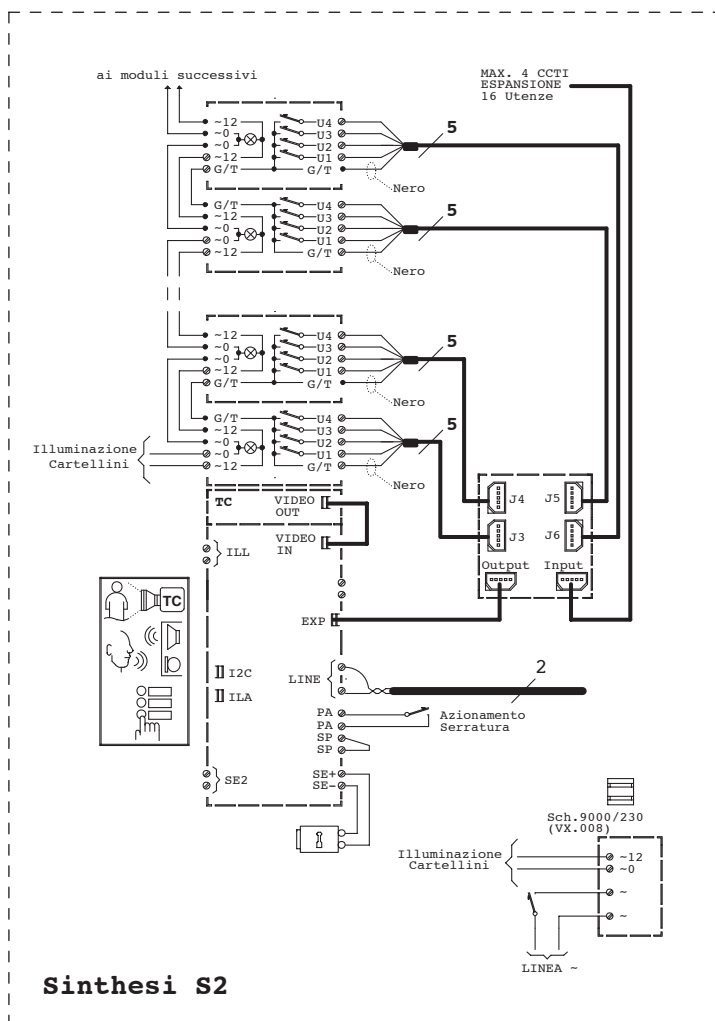 ai moduli successivi
MAX. 4 CCTI
ESPANSIONE
16 Utenze
~12
~0
~0
~12
G/T
U4
U3
U2
U1
G/T
5
Nero
G/T
~12
~0
~0
~12
U4
U3
U2
U1
G/T
5
Nero
~12
~0
~0
~12
G/T
U4
U3
U2
U1
G/T
5
Nero
G/T
~12
~0
~0
~12
U4
U3
U2
U1
G/T
5
Nero
Illuminazione
Cartellini
TC
VIDEO
OUT
VIDEO
IN
ILL
J4
J5
J3
J6
Output
Input
EXP
TC
I2C
ILA
LINE
2
PA
PA
SP
SP
Azionamento
Serratura
SE2
SE+
SE-
Sch.9000/230
(VX.008)
Illuminazione
Cartellini
~12
~0
~
~
LINEA ~
Sinthesi S2